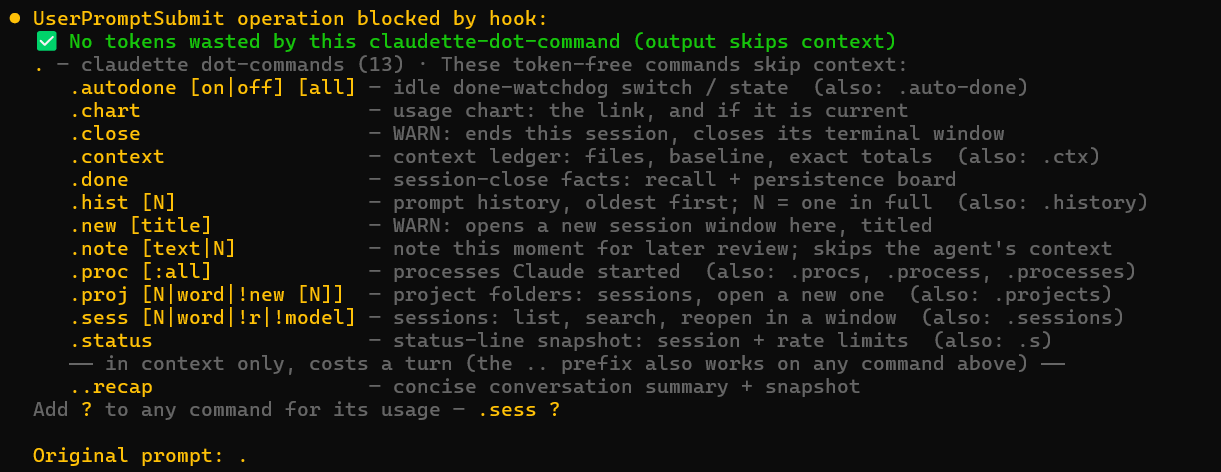 ● UserPromptSubmit operation blocked by hook:
✅ No tokens wasted by this claudette-dot-command (output skips context)
. — claudette dot-commands (13) · These token-free commands skip context:
.autodone [on|off] [all] — idle done-watchdog switch / state (also: .auto-done)
.chart — usage chart: the link, and if it is current
.close — WARN: ends this session, closes its terminal window
.context — context ledger: files, baseline, exact totals (also: .ctx)
.done — session-close facts: recall + persistence board
.hist [N] — prompt history, oldest first; N = one in full (also: .history)
.new [title] — WARN: opens a new session window here, titled
.note [text|N] — note this moment for later review; skips the agent's context
.proc [:all] — processes Claude started (also: .procs, .process, .processes)
.proj [N|word|!new [N]] — project folders: sessions, open a new one (also: .projects)
.sess [N|word|!r|!model] — sessions: list, search, reopen in a window (also: .sessions)
.status — status-line snapshot: session + rate limits (also: .s)
—— in context only, costs a turn (the .. prefix also works on any command above) ——
..recap — concise conversation summary + snapshot
Add ? to any command for its usage — .sess ?
Original prompt: .